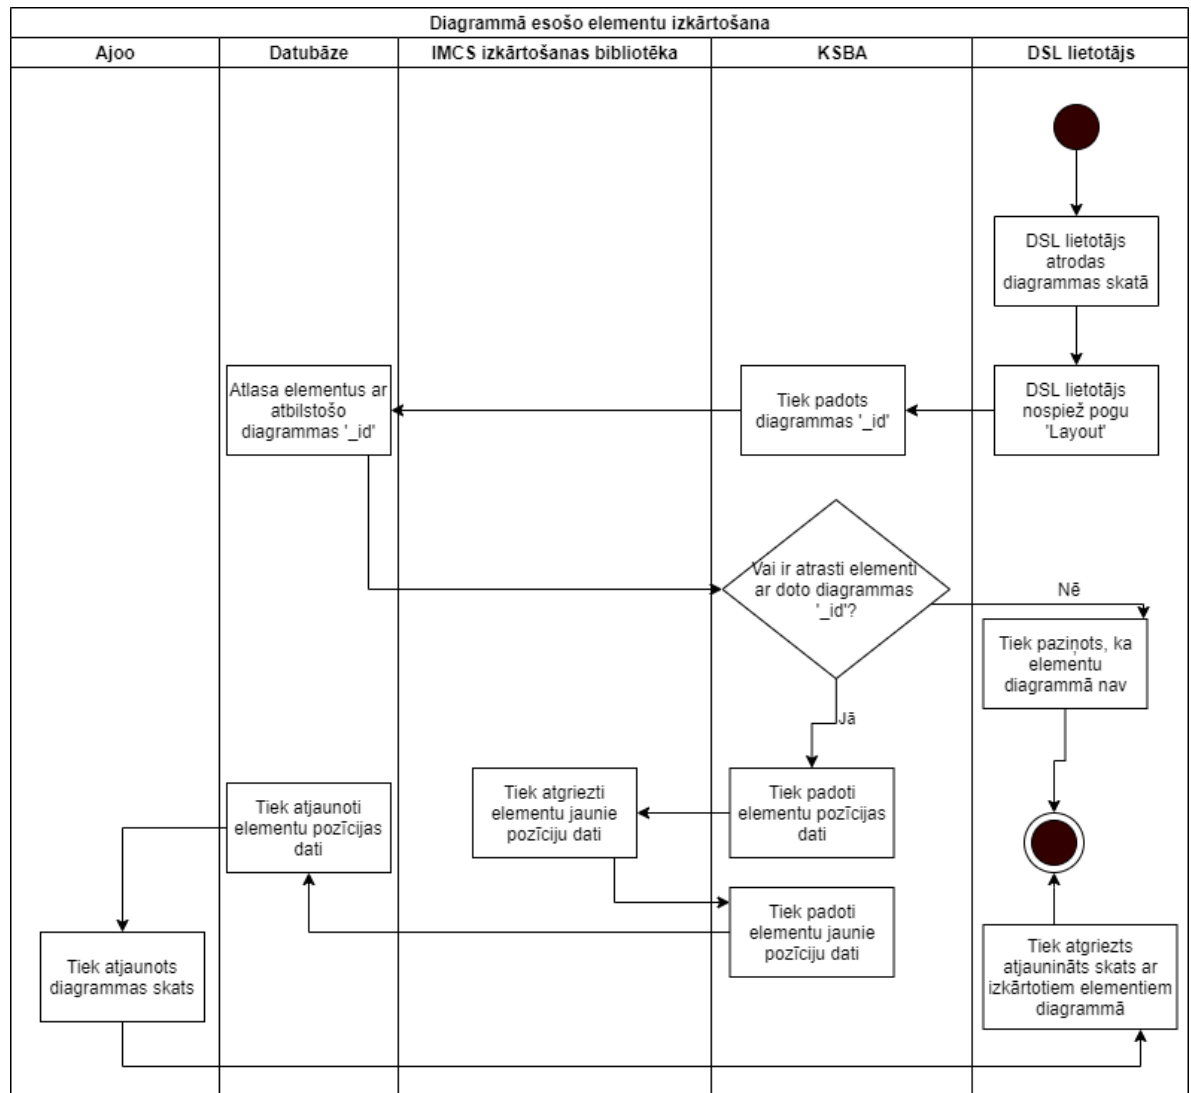 Diagrammā esošo elementu izkārtošana
Ajoo
Datubāze
IMCS izkārtošanas bibliotēka
KSBA
DSL lietotājs
DSL lietotājs
atrodas
diagrammas skatā
Atlasa elementus ar
atbilstošo
diagrammas '_id'
Tiek padots
diagrammas '_id'
DSL lietotājs
nospiež pogu
'Layout'
Vai ir atrasti elementi
ar doto diagrammas
'_id'?
Nē
Tiek paziņots, ka
elementu
diagrammā nav
Jā
Tiek atjaunoti
elementu pozīcijas
dati
Tiek atgriezti
elementu jaunie
pozīciju dati
Tiek padoti
elementu pozīcijas
dati
Tiek padoti
elementu jaunie
pozīciju dati
Tiek atjaunots
diagrammas skats
Tiek atgriezts
atjaunināts skats ar
izkārtotiem elementiem
diagrammā